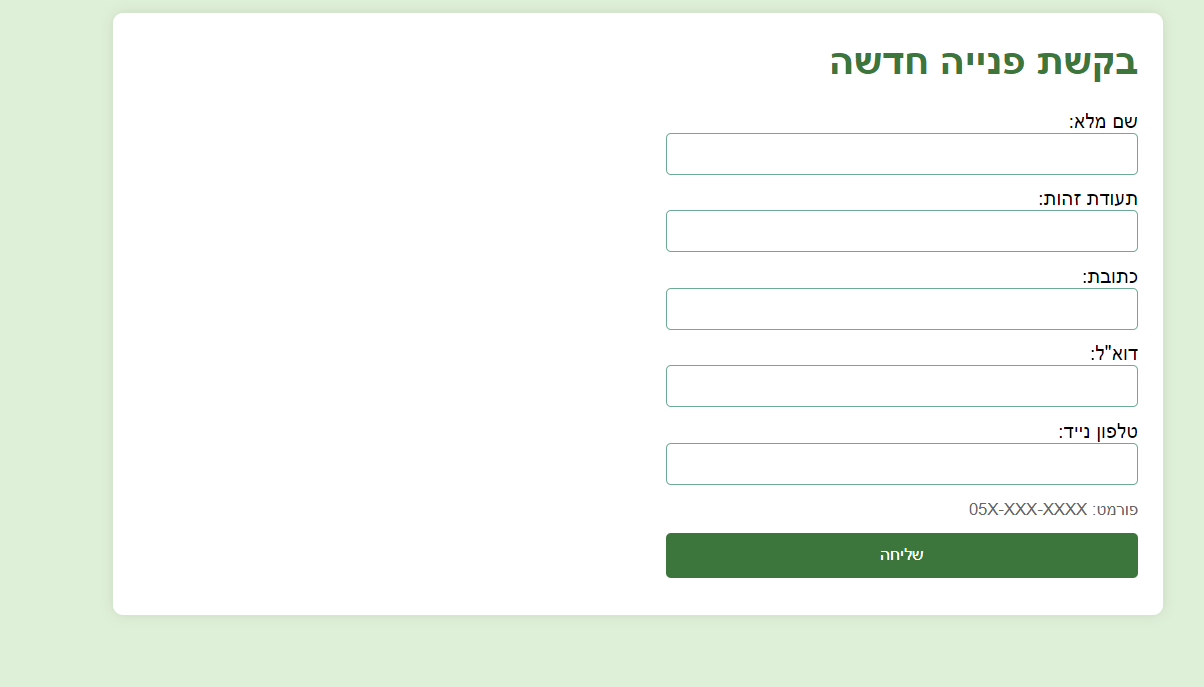 בקשת פנייה חדשה
שם מלא:
תעודת זהות:
כתובת:
דוא"ל:
טלפון נייד:
פורמט: 05X-XXX-XXXX
שליחה